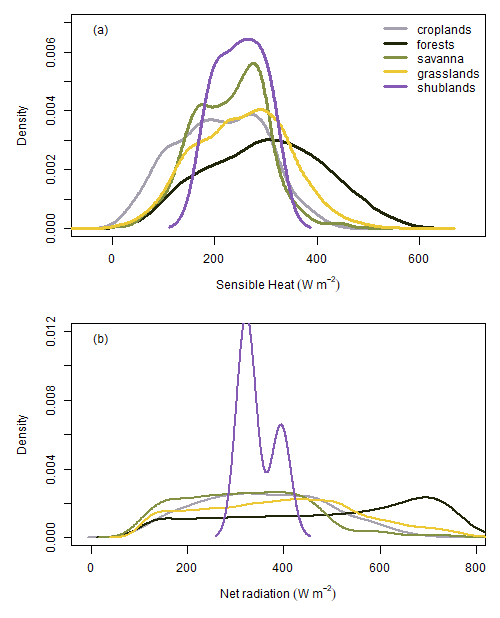 (a)
croplands
forests
savanna
grasslands
shublands
Density
0.000 0.002 0.004 0.006
0 200 400 600
Sensible Heat (W m⁻²)
(b)
Density
0.000 0.004 0.008 0.012
0 200 400 600 800
Net radiation (W m⁻²)